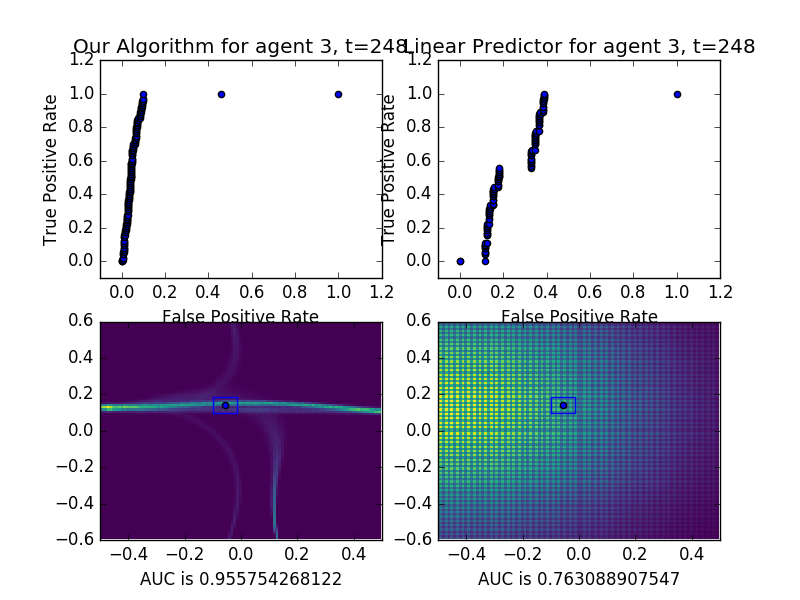 Our Algorithm for agent 3, t=248
Linear Predictor for agent 3, t=248
True Positive Rate
1.2
1.0
0.8
0.6
0.4
0.2
0.0
0.0 0.2 0.4 0.6 0.8 1.0 1.2
False Positive Rate
True Positive Rate
1.2
1.0
0.8
0.6
0.4
0.2
0.0
0.0 0.2 0.4 0.6 0.8 1.0 1.2
False Positive Rate
0.6
0.4
0.2
0.0
−0.2
−0.4
−0.6
−0.4 −0.2 0.0 0.2 0.4
AUC is 0.955754268122
0.6
0.4
0.2
0.0
−0.2
−0.4
−0.6
−0.4 −0.2 0.0 0.2 0.4
AUC is 0.763088907547